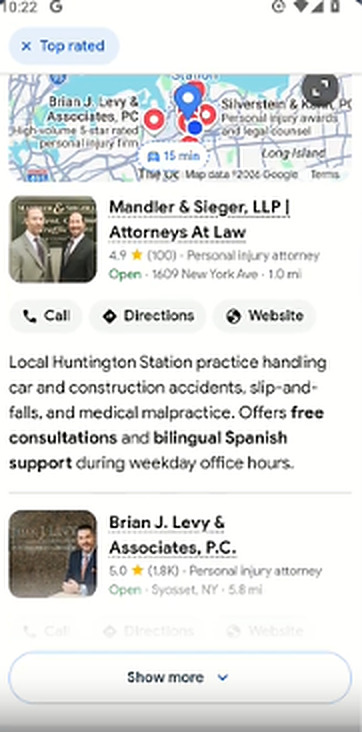 10:22 G
× Top rated
Station
Brian J. Levy &
Associates, PC
High-volume 5-star rated
personal injury firm
Silverstein & K
PC
Personal injury awards
and legal counsel
15 min
Long Island
Map data ©2026 Google Terms
Mandler & Sieger, LLP |
Attorneys At Law
4.9 ★ (100) · Personal injury attorney
Open · 1609 New York Ave · 1.0 mi
Call Directions Website
Local Huntington Station practice handling
car and construction accidents, slip-and-
falls, and medical malpractice. Offers free
consultations and bilingual Spanish
support during weekday office hours.
Brian J. Levy &
Associates, P.C.
5.0 ★ (1.8K) · Personal injury attorney
Open · Syosset, NY · 5.8 mi
Call Directions Website
Show more